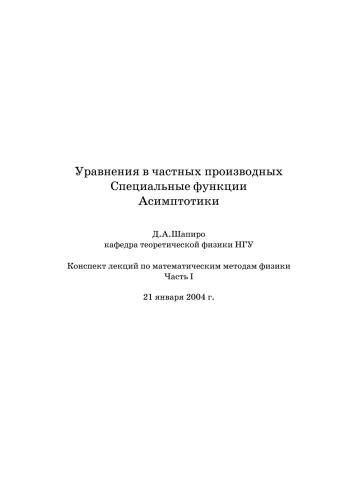 Уравнения в частных производных
Специальные функции
Асимптотики
Д.А.Шапиро
кафедра теоретической физики НГУ
Конспект лекций по математическим методам физики
Часть I
21 января 2004 г.